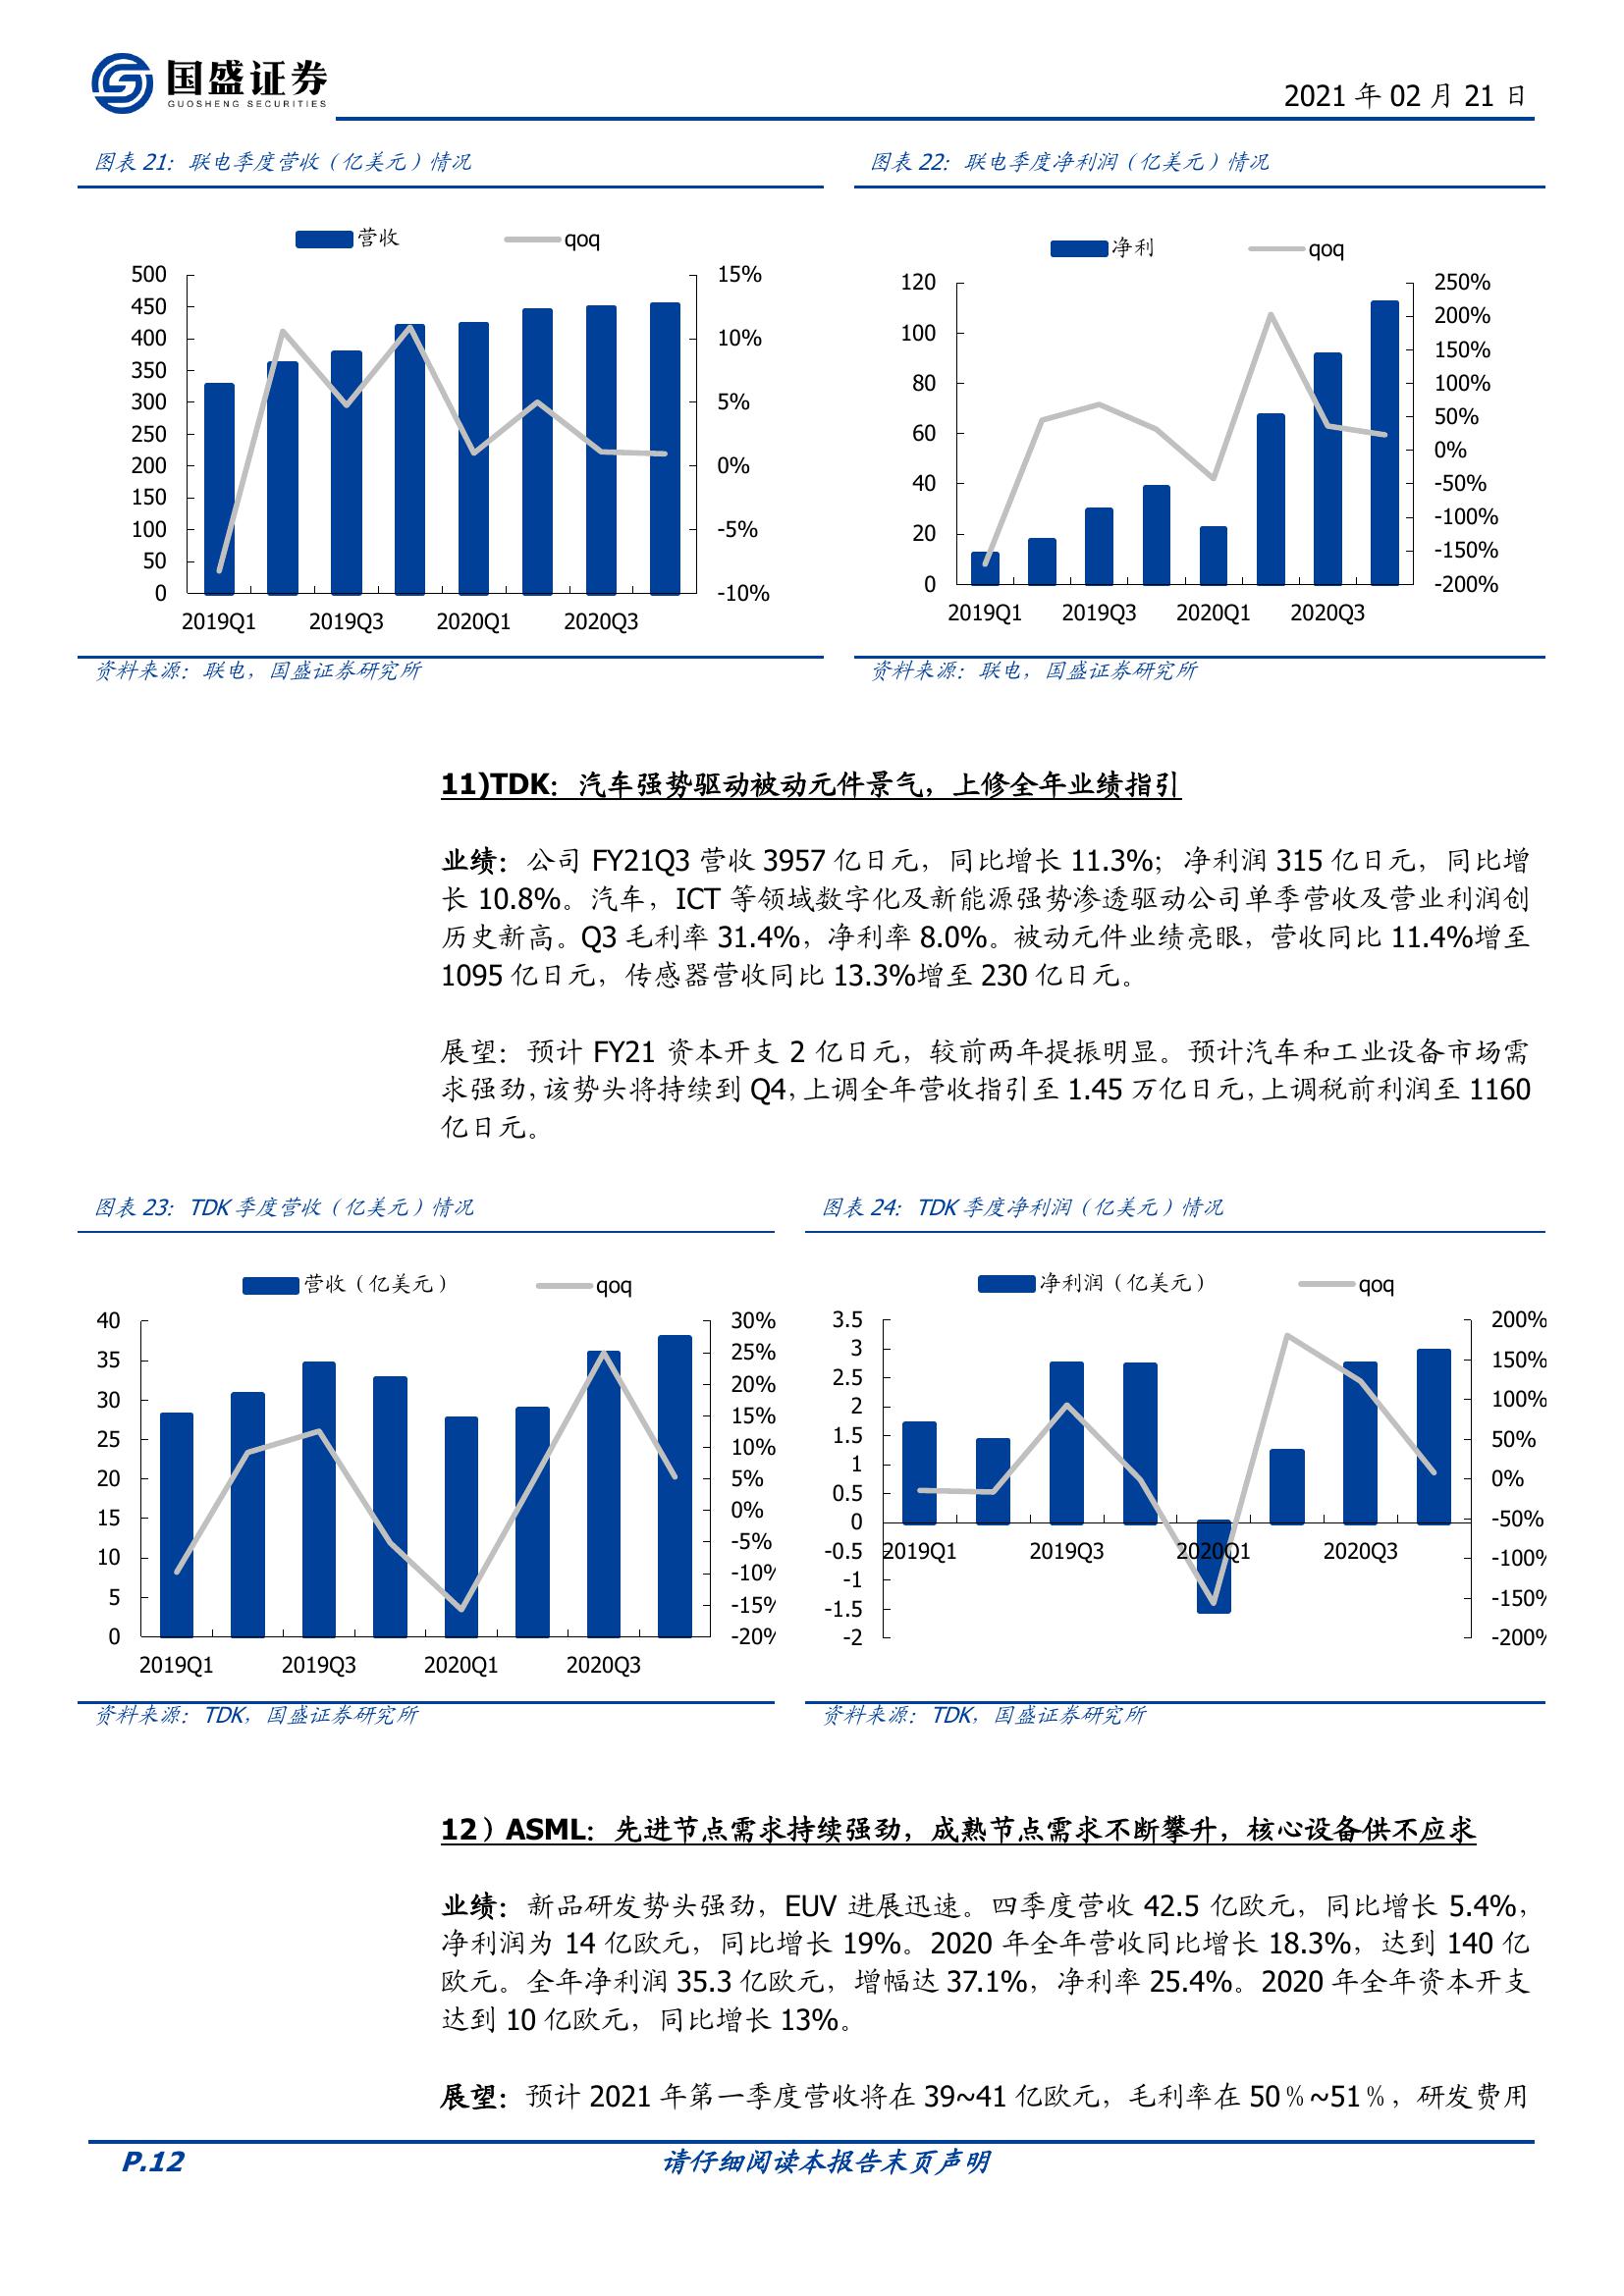 国盛证券
GUOSHENG SECURITIES
2021 年 02 月 21 日
图表 21：联电季度营收（亿美元）情况
营收
qoq
500
450
400
350
300
250
200
150
100
50
0
15%
10%
5%
0%
-5%
-10%
2019Q1
2019Q3
2020Q1
2020Q3
资料来源：联电，国盛证券研究所
图表 22：联电季度净利润（亿美元）情况
净利
qoq
120
100
80
60
40
20
0
250%
200%
150%
100%
50%
0%
-50%
-100%
-150%
-200%
2019Q1
2019Q3
2020Q1
2020Q3
资料来源：联电，国盛证券研究所
11)TDK：汽车强势驱动被动元件景气，上修全年业绩指引
业绩：公司 FY21Q3 营收 3957 亿日元，同比增长 11.3%；净利润 315 亿日元，同比增
长 10.8%。汽车，ICT 等领域数字化及新能源强势渗透驱动公司单季营收及营业利润创
历史新高。Q3 毛利率 31.4%，净利率 8.0%。被动元件业绩亮眼，营收同比 11.4%增至
1095 亿日元，传感器营收同比 13.3%增至 230 亿日元。
展望：预计 FY21 资本开支 2 亿日元，较前两年提振明显。预计汽车和工业设备市场需
求强劲，该势头将持续到 Q4，上调全年营收指引至 1.45 万亿日元，上调税前利润至 1160
亿日元。
图表 23：TDK 季度营收（亿美元）情况
营收（亿美元）
qoq
40
35
30
25
20
15
10
5
0
30%
25%
20%
15%
10%
5%
0%
-5%
-10%
-15%
-20%
2019Q1
2019Q3
2020Q1
2020Q3
资料来源：TDK，国盛证券研究所
图表 24：TDK 季度净利润（亿美元）情况
净利润（亿美元）
qoq
3.5
3
2.5
2
1.5
1
0.5
0
-0.5
-1
-1.5
-2
200%
150%
100%
50%
0%
-50%
-100%
-150%
-200%
2019Q1
2019Q3
2020Q1
2020Q3
资料来源：TDK，国盛证券研究所
12）ASML：先进节点需求持续强劲，成熟节点需求不断攀升，核心设备供不应求
业绩：新品研发势头强劲，EUV 进展迅速。四季度营收 42.5 亿欧元，同比增长 5.4%，
净利润为 14 亿欧元，同比增长 19%。2020 年全年营收同比增长 18.3%，达到 140 亿
欧元。全年净利润 35.3 亿欧元，增幅达 37.1%，净利率 25.4%。2020 年全年资本开支
达到 10 亿欧元，同比增长 13%。
展望：预计 2021 年第一季度营收将在 39~41 亿欧元，毛利率在 50％~51％，研发费用
P.12
请仔细阅读本报告末页声明